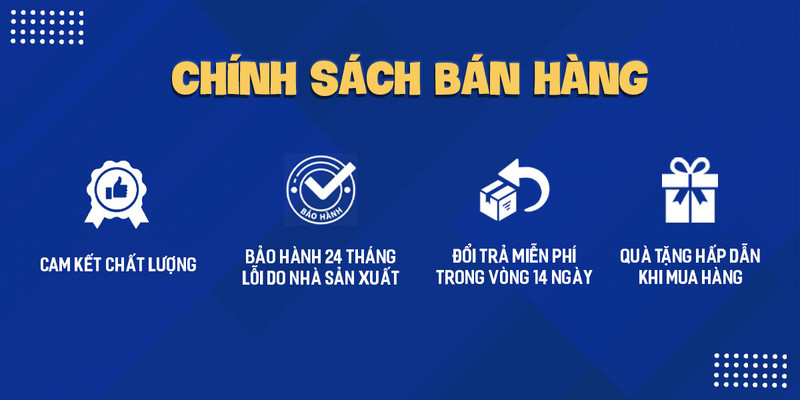 CHÍNH SÁCH BÁN HÀNG
BẢO HÀNH
CAM KẾT CHẤT LƯỢNG
BẢO HÀNH 24 THÁNG
LỖI DO NHÀ SẢN XUẤT
ĐỔI TRẢ MIỄN PHÍ
TRONG VÒNG 14 NGÀY
QUÀ TẶNG HẤP DẪN
KHI MUA HÀNG